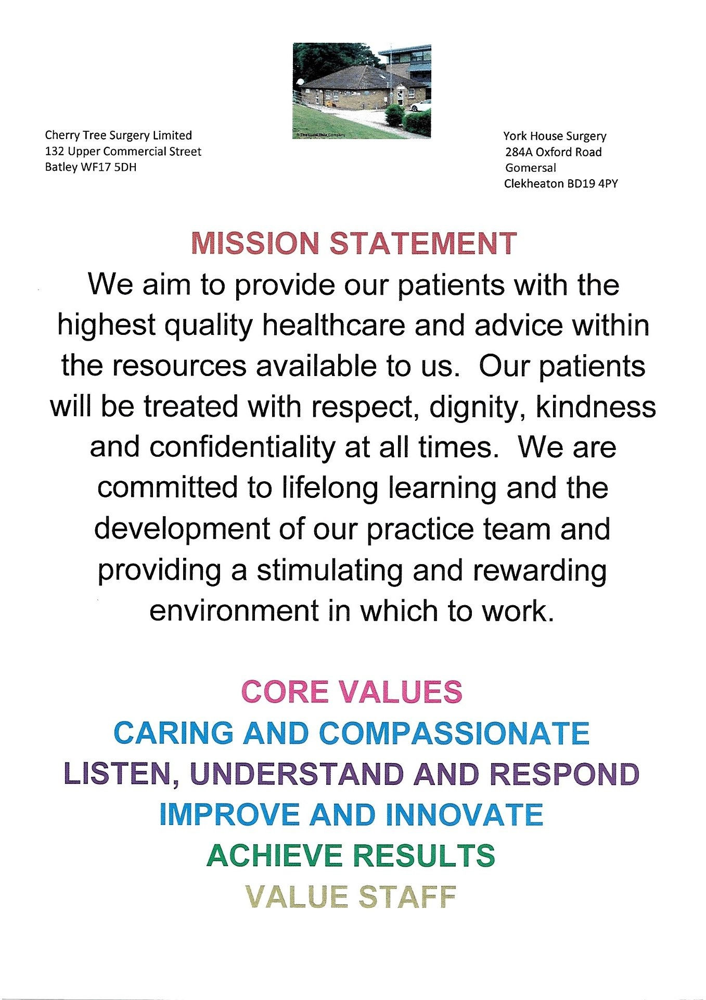 © The Local Data Company
Cherry Tree Surgery Limited
132 Upper Commercial Street
Batley WF17 5DH
York House Surgery
284A Oxford Road
Gomersal
Clekheaton BD19 4PY
MISSION STATEMENT
We aim to provide our patients with the
highest quality healthcare and advice within
the resources available to us.  Our patients
will be treated with respect, dignity, kindness
and confidentiality at all times.  We are
committed to lifelong learning and the
development of our practice team and
providing a stimulating and rewarding
environment in which to work.
CORE VALUES
CARING AND COMPASSIONATE
LISTEN, UNDERSTAND AND RESPOND
IMPROVE AND INNOVATE
ACHIEVE RESULTS
VALUE STAFF